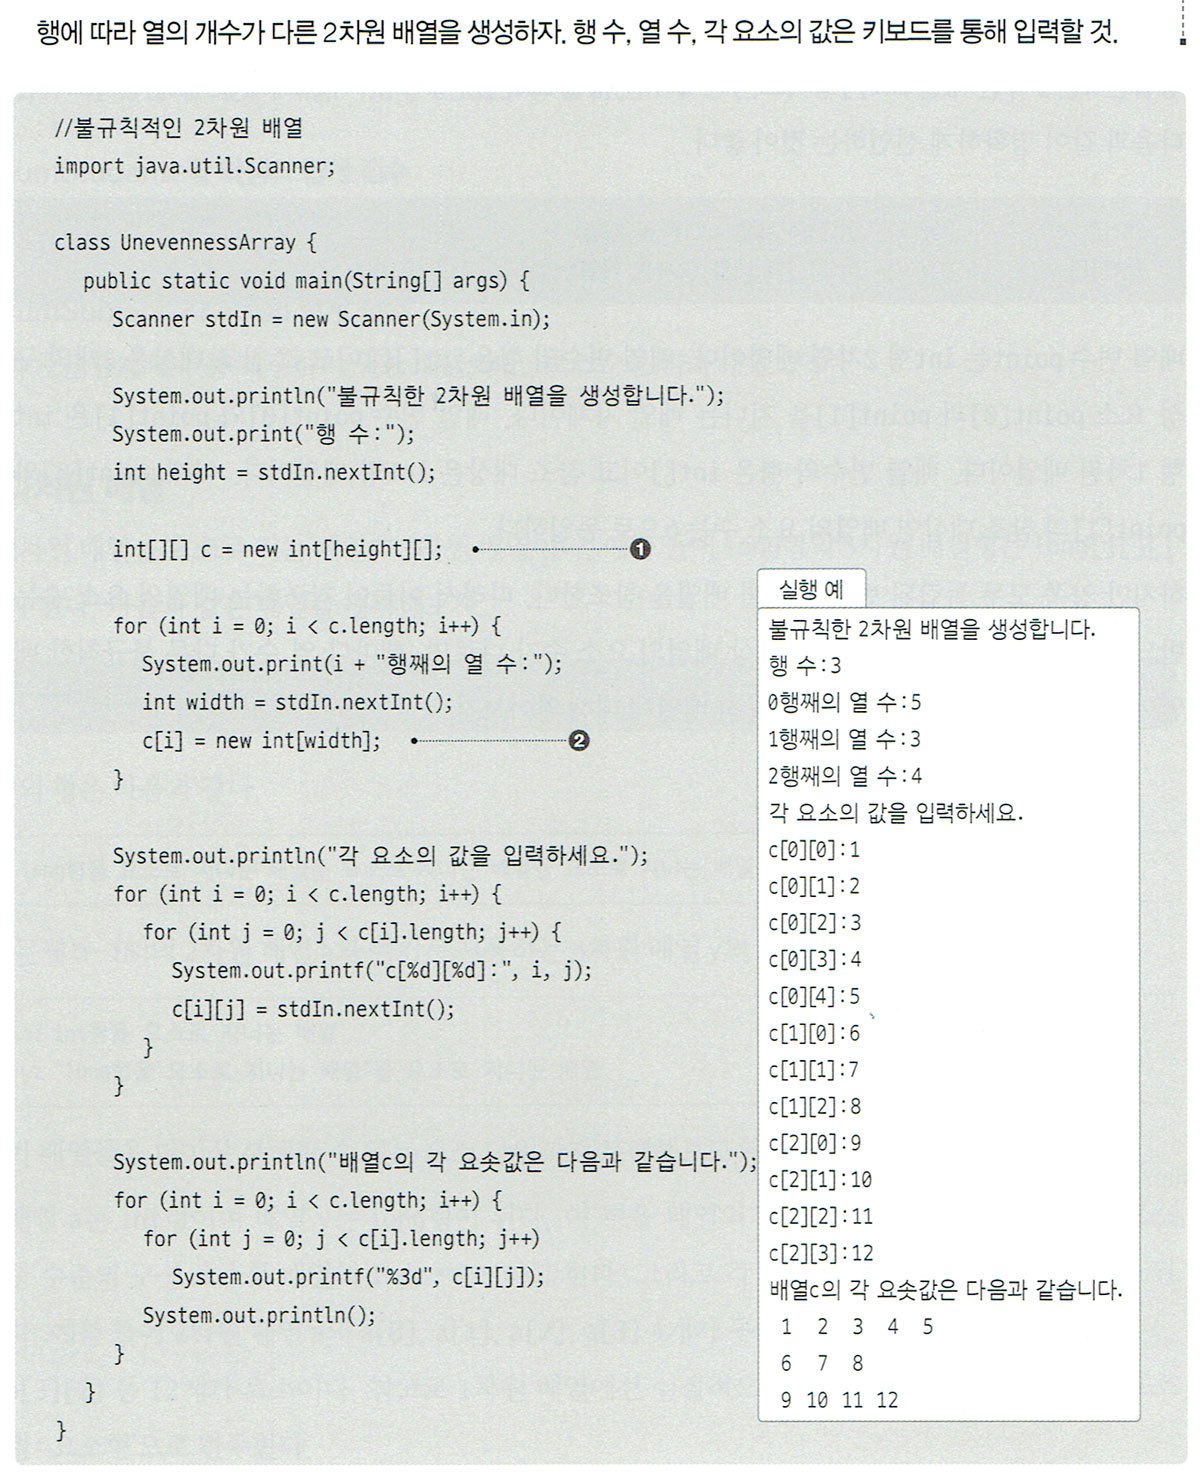 행에 따라 열의 개수가 다른 2차원 배열을 생성하자. 행 수, 열 수, 각 요소의 값은 키보드를 통해 입력할 것.
//불규칙적인 2차원 배열
import java.util.Scanner;
class UnevennessArray {
public static void main(String[] args) {
Scanner stdIn = new Scanner(System.in);
System.out.println("불규칙한 2차원 배열을 생성합니다.");
System.out.print("행 수:");
int height = stdIn.nextInt();
int[][] c = new int[height][]; ❶
for (int i = 0; i < c.length; i++) {
System.out.print(i + "행째의 열 수:");
int width = stdIn.nextInt();
c[i] = new int[width]; ❷
}
System.out.println("각 요소의 값을 입력하세요.");
for (int i = 0; i < c.length; i++) {
for (int j = 0; j < c[i].length; j++) {
System.out.printf("c[%d][%d]:", i, j);
c[i][j] = stdIn.nextInt();
}
}
System.out.println("배열c의 각 요솟값은 다음과 같습니다.");
for (int i = 0; i < c.length; i++) {
for (int j = 0; j < c[i].length; j++)
System.out.printf("%3d", c[i][j]);
System.out.println();
}
}
}
실행 예
불규칙한 2차원 배열을 생성합니다.
행 수:3
0행째의 열 수:5
1행째의 열 수:3
2행째의 열 수:4
각 요소의 값을 입력하세요.
c[0][0]:1
c[0][1]:2
c[0][2]:3
c[0][3]:4
c[0][4]:5
c[1][0]:6
c[1][1]:7
c[1][2]:8
c[2][0]:9
c[2][1]:10
c[2][2]:11
c[2][3]:12
배열c의 각 요솟값은 다음과 같습니다.
1 2 3 4 5
6 7 8
9 10 11 12